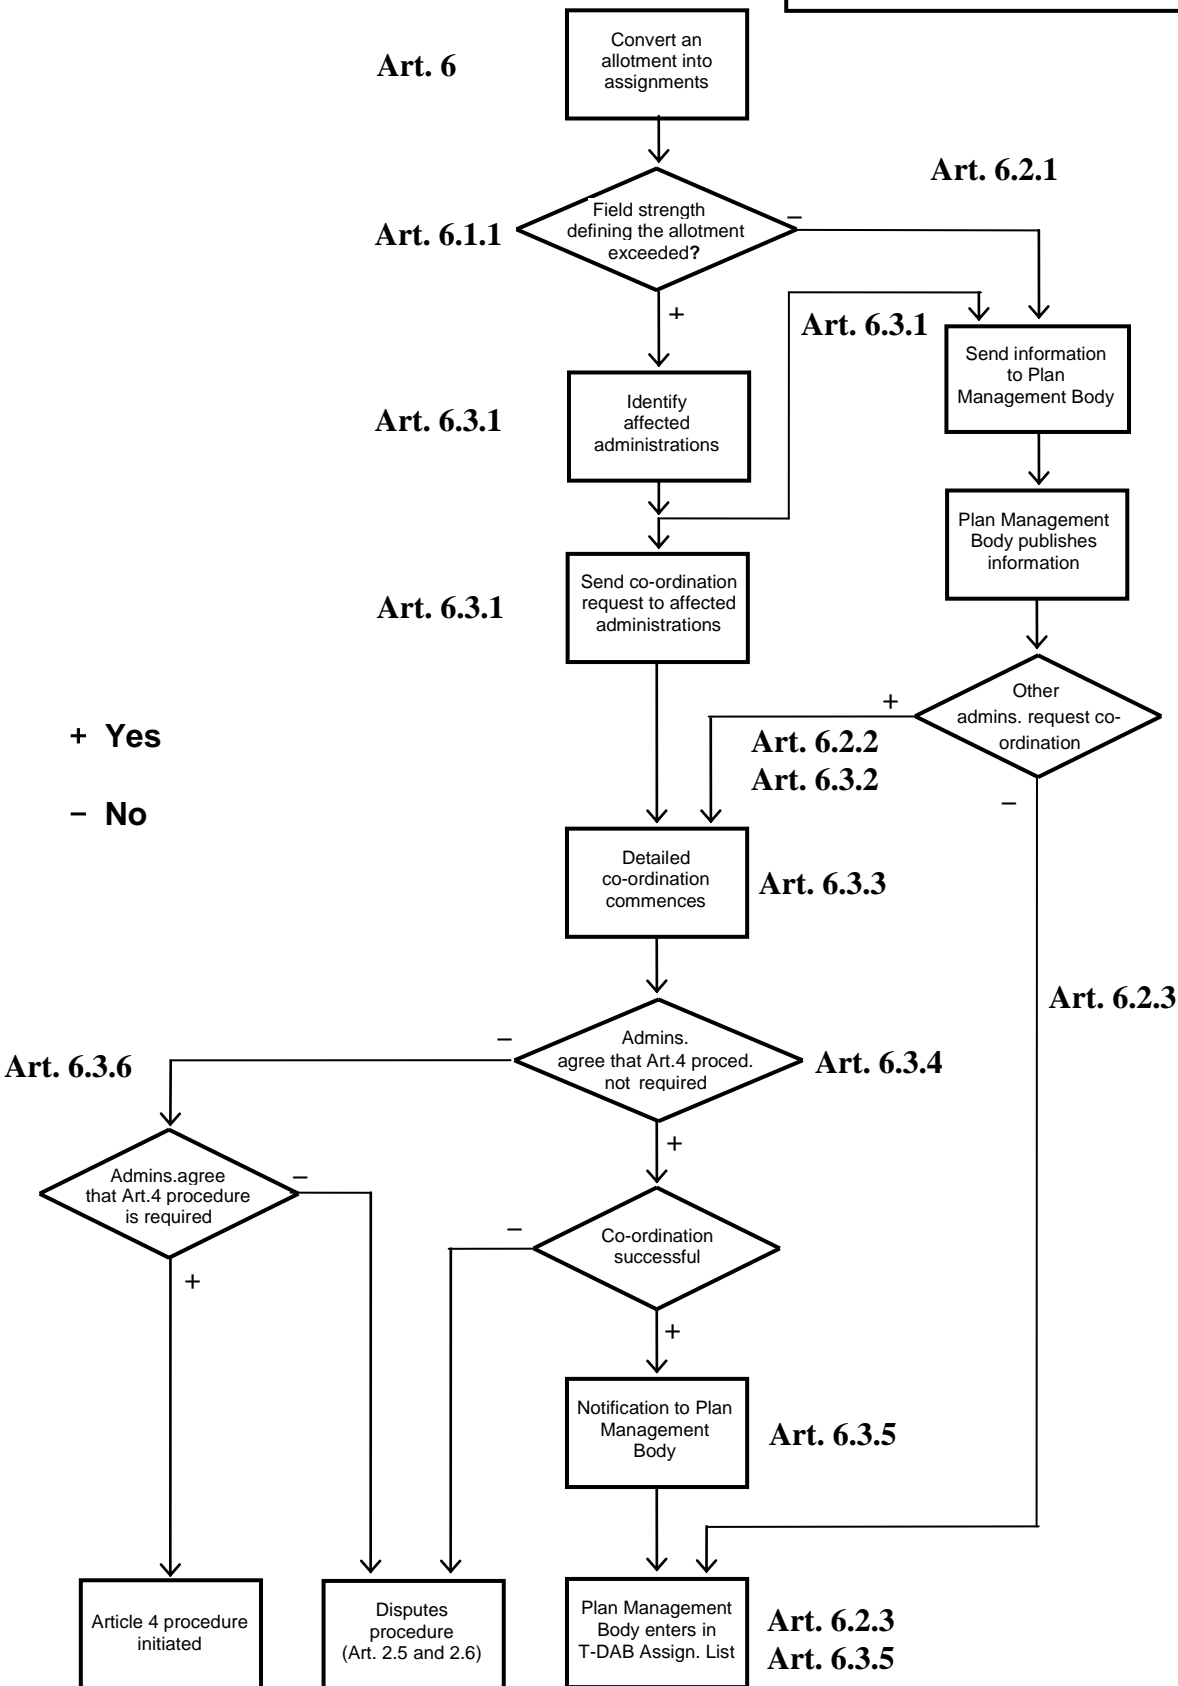 Convert an
allotment into
assignments
Art. 6
Art. 6.2.1
Field strength
defining the allotment
exceeded?
−
Art. 6.1.1
+
Art. 6.3.1
Send information
to Plan
Management Body
Identify
affected
administrations
Art. 6.3.1
Plan Management
Body publishes
information
Send co-ordination
request to affected
administrations
Art. 6.3.1
Other
admins. request co-
ordination
+
+ Yes
Art. 6.2.2
Art. 6.3.2
− No
−
Detailed
co-ordination
commences
Art. 6.3.3
Art. 6.2.3
−
Admins.
agree that Art.4 proced.
not required
Art. 6.3.4
Art. 6.3.6
+
Admins.agree
that Art.4 procedure
is required
−
−
Co-ordination
successful
+
+
Notification to Plan
Management
Body
Art. 6.3.5
Article 4 procedure
initiated
Disputes
procedure
(Art. 2.5 and 2.6)
Plan Management
Body enters in
T-DAB Assign. List
Art. 6.2.3
Art. 6.3.5